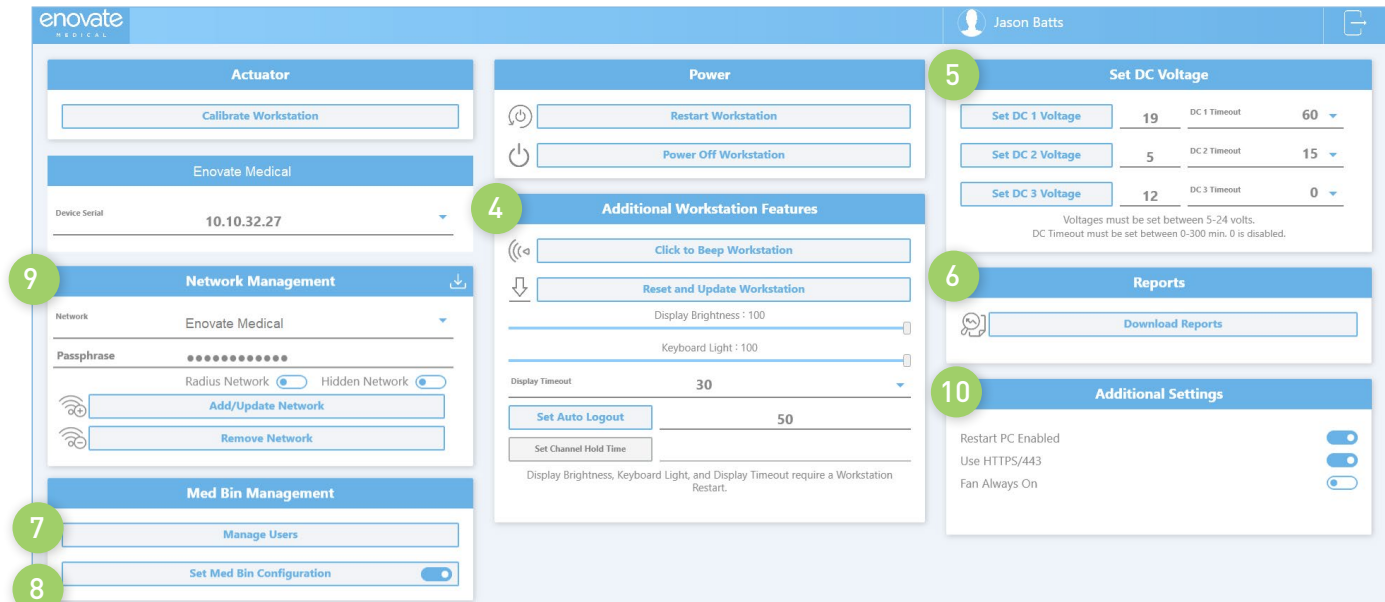 enovate
MEDICAL
Jason Batts
Actuator
Calibrate Workstation
Enovate Medical
Device Serial
10.10.32.27
9
Network Management
Network
Enovate Medical
Passphrase
●●●●●●●●●●●●
Radius Network Hidden Network
Add/Update Network
Remove Network
Med Bin Management
7
Manage Users
8
Set Med Bin Configuration
Power
Restart Workstation
Power Off Workstation
4
Additional Workstation Features
Click to Beep Workstation
Reset and Update Workstation
Display Brightness : 100
Keyboard Light : 100
Display Timeout 30
Set Auto Logout 50
Set Channel Hold Time
Display Brightness, Keyboard Light, and Display Timeout require a Workstation
Restart.
5
Set DC Voltage
Set DC 1 Voltage 19 DC 1 Timeout 60
Set DC 2 Voltage 5 DC 2 Timeout 15
Set DC 3 Voltage 12 DC 3 Timeout 0
Voltages must be set between 5-24 volts.
DC Timeout must be set between 0-300 min. 0 is disabled.
6
Reports
Download Reports
10
Additional Settings
Restart PC Enabled
Use HTTPS/443
Fan Always On